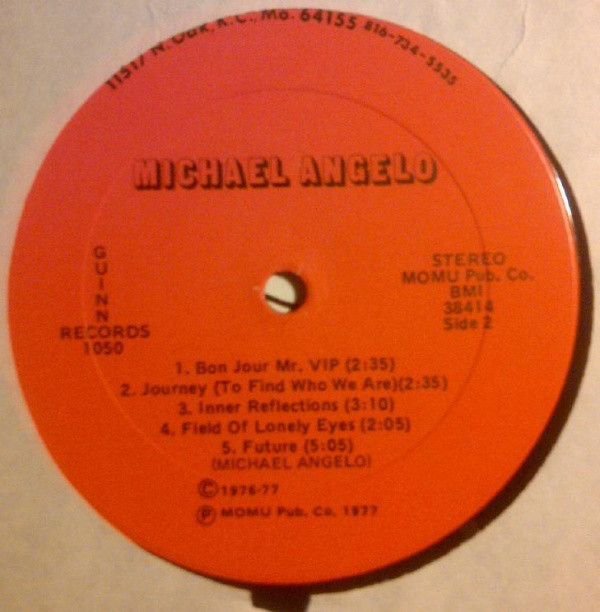 11517 N. Oak, K.C., Mo. 64155 816-734-5535
MICHAEL ANGELO
GUINN
RECORDS
1050
STEREO
MOMU Pub. Co.
BMI
38414
Side 2
1. Bon Jour Mr. VIP (2:35)
2. Journey (To Find Who We Are)(2:35)
3. Inner Reflections (3:10)
4. Field Of Lonely Eyes (2:05)
5. Future (5:05)
(MICHAEL ANGELO)
©1976-77
℗ MOMU Pub. Co. 1977